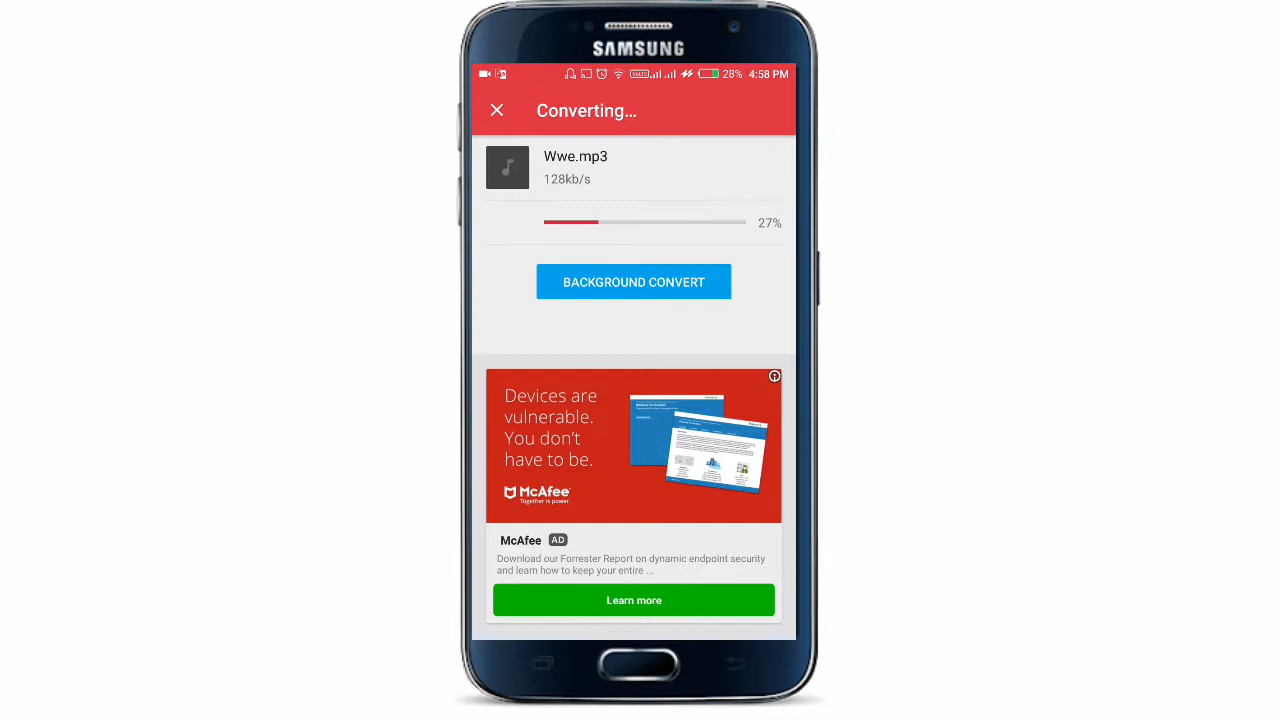 SAMSUNG
VoLTE 28% 4:58 PM
Converting...
Wwe.mp3
128kb/s
27%
BACKGROUND CONVERT
Devices are
vulnerable.
You don't
have to be.
McAfee
Together is power.
McAfee AD
Download our Forrester Report on dynamic endpoint security
and learn how to keep your entire ...
Learn more